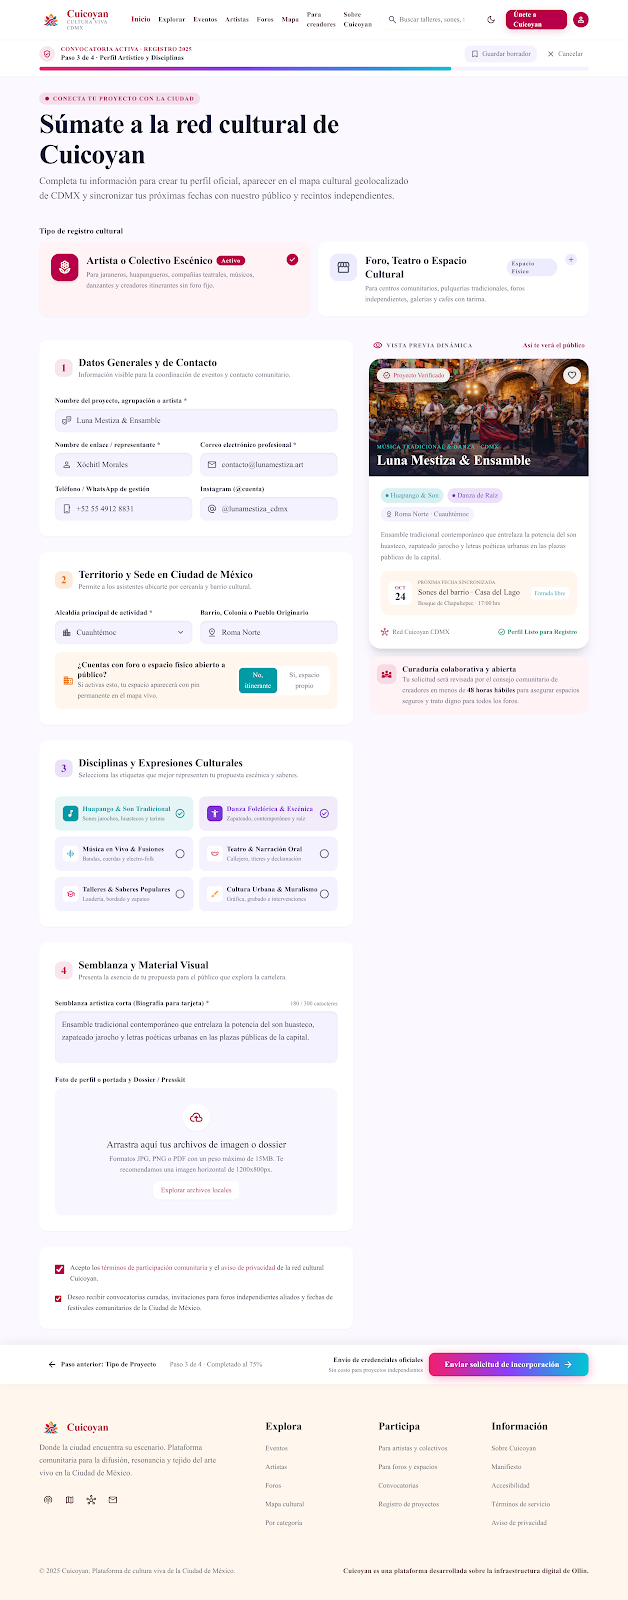 Cuicoyan
CULTURA VIVA
CDMX
Inicio
Explorar
Eventos
Artistas
Foros
Mapa
Para creadores
Sobre Cuicoyan
Buscar talleres, sones, t
Únete a Cuicoyan
CONVOCATORIA ACTIVA · REGISTRO 2025
Paso 3 de 4 · Perfil Artístico y Disciplinas
Guardar borrador
Cancelar
CONECTA TU PROYECTO CON LA CIUDAD
Súmate a la red cultural de
Cuicoyan
Completa tu información para crear tu perfil oficial, aparecer en el mapa cultural geolocalizado
de CDMX y sincronizar tus próximas fechas con nuestro público y recintos independientes.
Tipo de registro cultural
Artista o Colectivo Escénico
Activo
Para jaraneros, huapangueros, compañías teatrales, músicos,
danzantes y creadores itinerantes sin foro fijo.
Foro, Teatro o Espacio
Cultural
Espacio
Físico
Para centros comunitarios, pulquerías tradicionales, foros
independientes, galerías y cafés con tarima.
1
Datos Generales y de Contacto
Información visible para la coordinación de eventos y contacto comunitario.
Nombre del proyecto, agrupación o artista *
Luna Mestiza & Ensamble
Nombre de enlace / representante *
Xóchitl Morales
Correo electrónico profesional *
contacto@lunamestiza.art
Teléfono / WhatsApp de gestión
+52 55 4912 8831
Instagram (@cuenta)
@lunamestiza_cdmx
2
Territorio y Sede en Ciudad de México
Permite a los asistentes ubicarte por cercanía y barrio cultural.
Alcaldía principal de actividad *
Cuauhtémoc
Barrio, Colonia o Pueblo Originario
Roma Norte
¿Cuentas con foro o espacio físico abierto a
público?
Si activas esto, tu espacio aparecerá con pin
permanente en el mapa vivo.
No,
itinerante
Sí, espacio
propio
3
Disciplinas y Expresiones Culturales
Selecciona las etiquetas que mejor representen tu propuesta escénica y saberes.
Huapango & Son Tradicional
Sones jarochos, huastecos y tarima
Danza Folclórica & Escénica
Zapateado, contemporáneo y raíz
Música en Vivo & Fusiones
Bandas, cuerdas y electro-folk
Teatro & Narración Oral
Callejero, títeres y declamación
Talleres & Saberes Populares
Laudería, bordado y zapateo
Cultura Urbana & Muralismo
Gráfica, grabado e intervenciones
4
Semblanza y Material Visual
Presenta la esencia de tu propuesta para el público que explora la cartelera.
Semblanza artística corta (Biografía para tarjeta) *
180 / 300 caracteres
Ensamble tradicional contemporáneo que entrelaza la potencia del son huasteco,
zapateado jarocho y letras poéticas urbanas en las plazas públicas de la capital.
Foto de perfil o portada y Dossier / Presskit
Arrastra aquí tus archivos de imagen o dossier
Formatos JPG, PNG o PDF con un peso máximo de 15MB. Te
recomendamos una imagen horizontal de 1200x800px.
Explorar archivos locales
Acepto los términos de participación comunitaria y el aviso de privacidad de la red cultural
Cuicoyan.
Deseo recibir convocatorias curadas, invitaciones para foros independientes aliados y fechas de
festivales comunitarios de la Ciudad de México.
VISTA PREVIA DINÁMICA
Así te verá el público
Proyecto Verificado
MÚSICA TRADICIONAL & DANZA · CDMX
Luna Mestiza & Ensamble
Huapango & Son
Danza de Raíz
Roma Norte · Cuauhtémoc
Ensamble tradicional contemporáneo que entrelaza la potencia del son
huasteco, zapateado jarocho y letras poéticas urbanas en las plazas
públicas de la capital.
OCT
24
PRÓXIMA FECHA SINCRONIZADA
Sones del barrio · Casa del Lago
Bosque de Chapultepec · 17:00 hrs
Entrada libre
Red Cuicoyan CDMX
Perfil Listo para Registro
Curaduría colaborativa y abierta
Tu solicitud será revisada por el consejo comunitario de
creadores en menos de 48 horas hábiles para asegurar espacios
seguros y trato digno para todos los foros.
Paso anterior: Tipo de Proyecto
Paso 3 de 4 · Completado al 75%
Envío de credenciales oficiales
Sin costo para proyectos independientes
Enviar solicitud de incorporación
Cuicoyan
Donde la ciudad encuentra su escenario. Plataforma
comunitaria para la difusión, resonancia y tejido del arte
vivo en la Ciudad de México.
Explora
Eventos
Artistas
Foros
Mapa cultural
Por categoría
Participa
Para artistas y colectivos
Para foros y espacios
Convocatorias
Registro de proyectos
Información
Sobre Cuicoyan
Manifiesto
Accesibilidad
Términos de servicio
Aviso de privacidad
© 2025 Cuicoyan. Plataforma de cultura viva de la Ciudad de México.
Cuicoyan es una plataforma desarrollada sobre la infraestructura digital de Ollin.